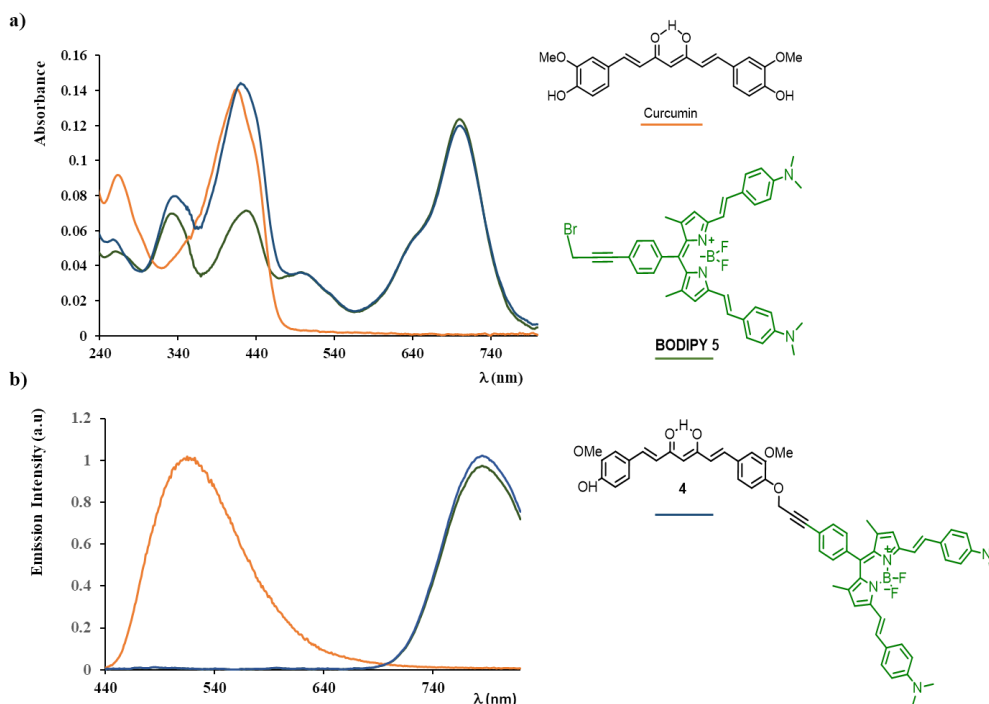 a)
0.16
0.14
0.12
0.1
0.08
0.06
0.04
0.02
0
Absorbance
240 340 440 540 640 740
λ (nm)
H
O O
MeO OMe
HO OH
Curcumin
N
Br
N+
B F
F
N
N
BODIPY 5
b)
1.2
1
0.8
0.6
0.4
0.2
0
Emission Intensity (a.u)
440 540 640 740
λ (nm)
H
O O
OMe OMe
OH 4 O
N
N+
B F
F
N
N